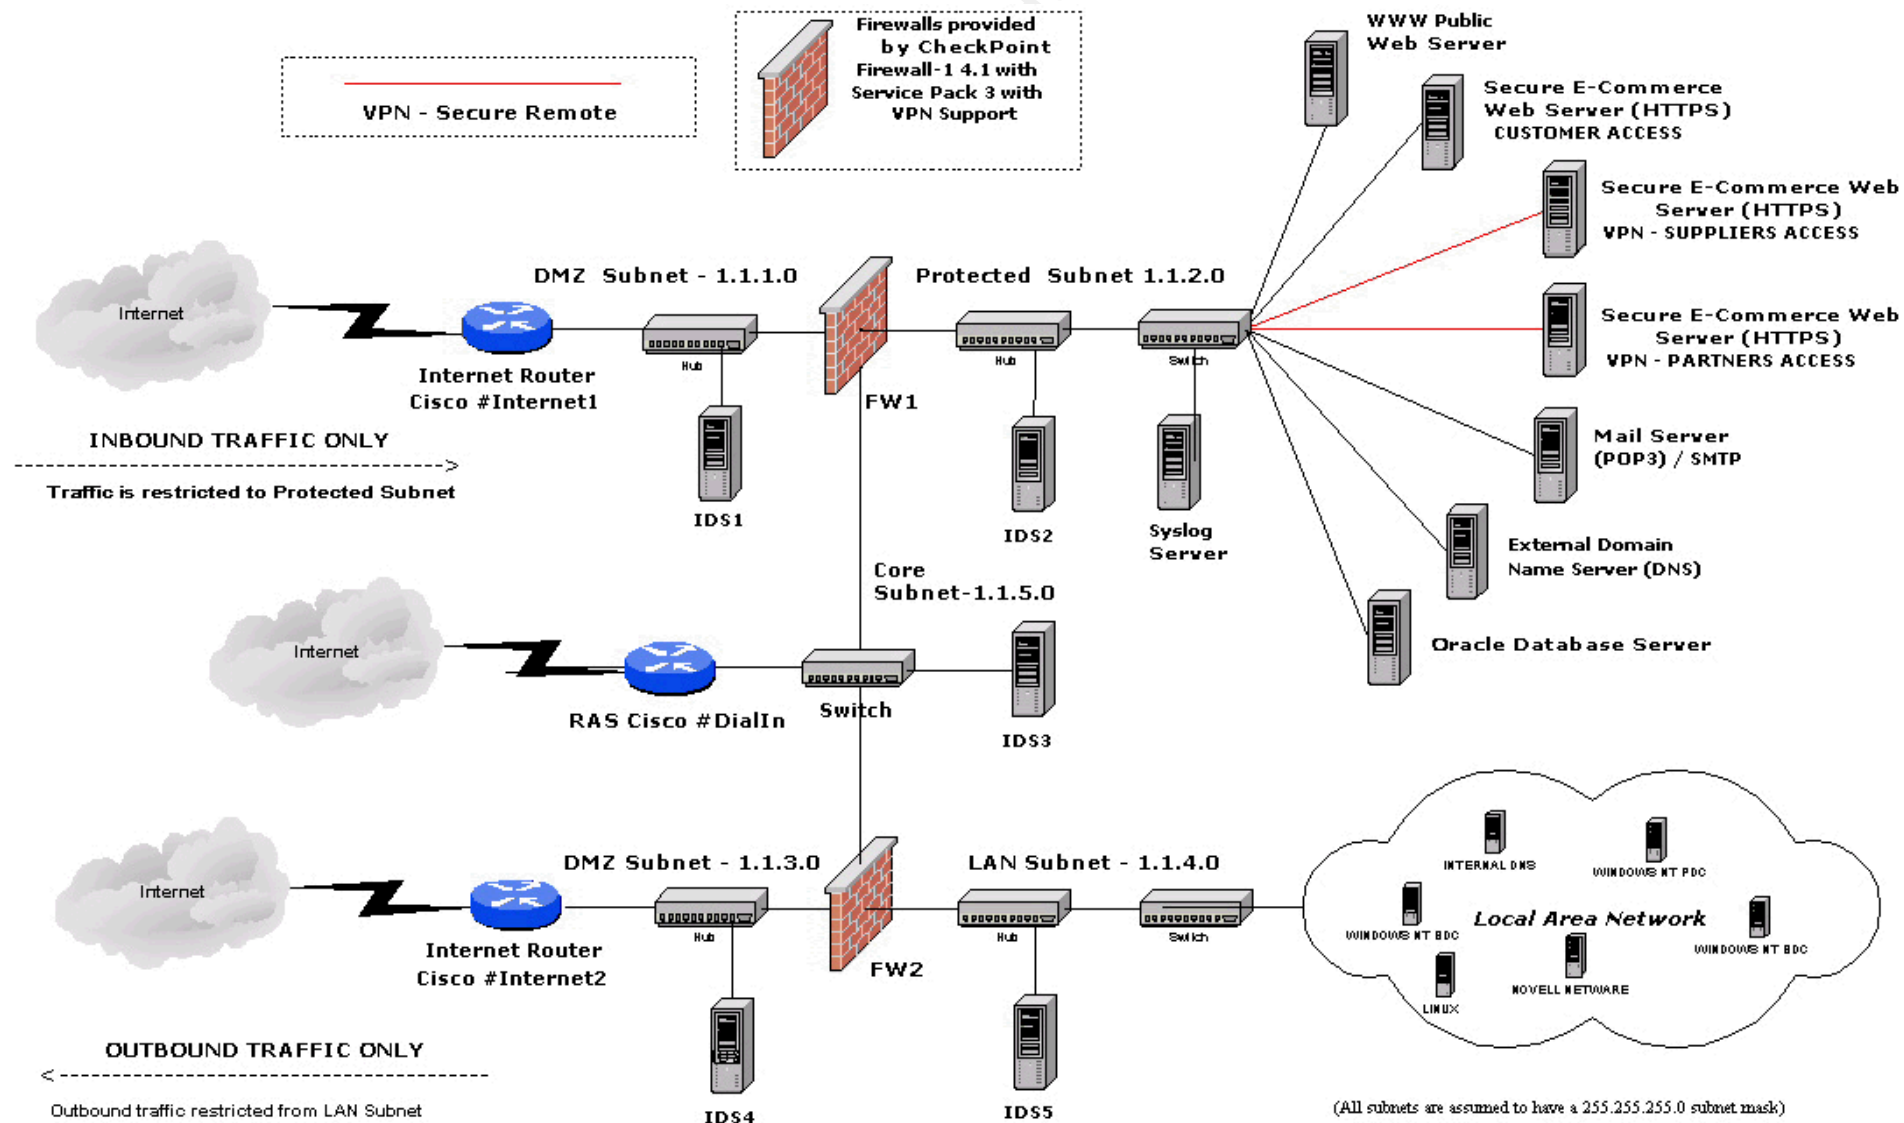 VPN - Secure Remote
Firewalls provided
by CheckPoint
Firewall-1 4.1 with
Service Pack 3 with
VPN Support
WWW Public
Web Server
Secure E-Commerce
Web Server (HTTPS)
CUSTOMER ACCESS
Secure E-Commerce Web
Server (HTTPS)
VPN - SUPPLIERS ACCESS
Secure E-Commerce Web
Server (HTTPS)
VPN - PARTNERS ACCESS
Mail Server
(POP3) / SMTP
External Domain
Name Server (DNS)
Oracle Database Server
Internet
DMZ Subnet - 1.1.1.0
Protected Subnet 1.1.2.0
Hub
Hub
Switch
Internet Router
Cisco #Internet1
FW1
INBOUND TRAFFIC ONLY
Traffic is restricted to Protected Subnet
IDS1
IDS2
Syslog
Server
Core
Subnet-1.1.5.0
Internet
RAS Cisco #DialIn
Switch
IDS3
Internet
DMZ Subnet - 1.1.3.0
LAN Subnet - 1.1.4.0
Hub
Hub
Switch
Internet Router
Cisco #Internet2
FW2
INTERNAL DNS
WINDOWS NT PDC
Local Area Network
WINDOWS NT BDC
WINDOWS NT BDC
NOVELL NETWARE
LINUX
OUTBOUND TRAFFIC ONLY
Outbound traffic restricted from LAN Subnet
IDS4
IDS5
(All subnets are assumed to have a 255.255.255.0 subnet mask)